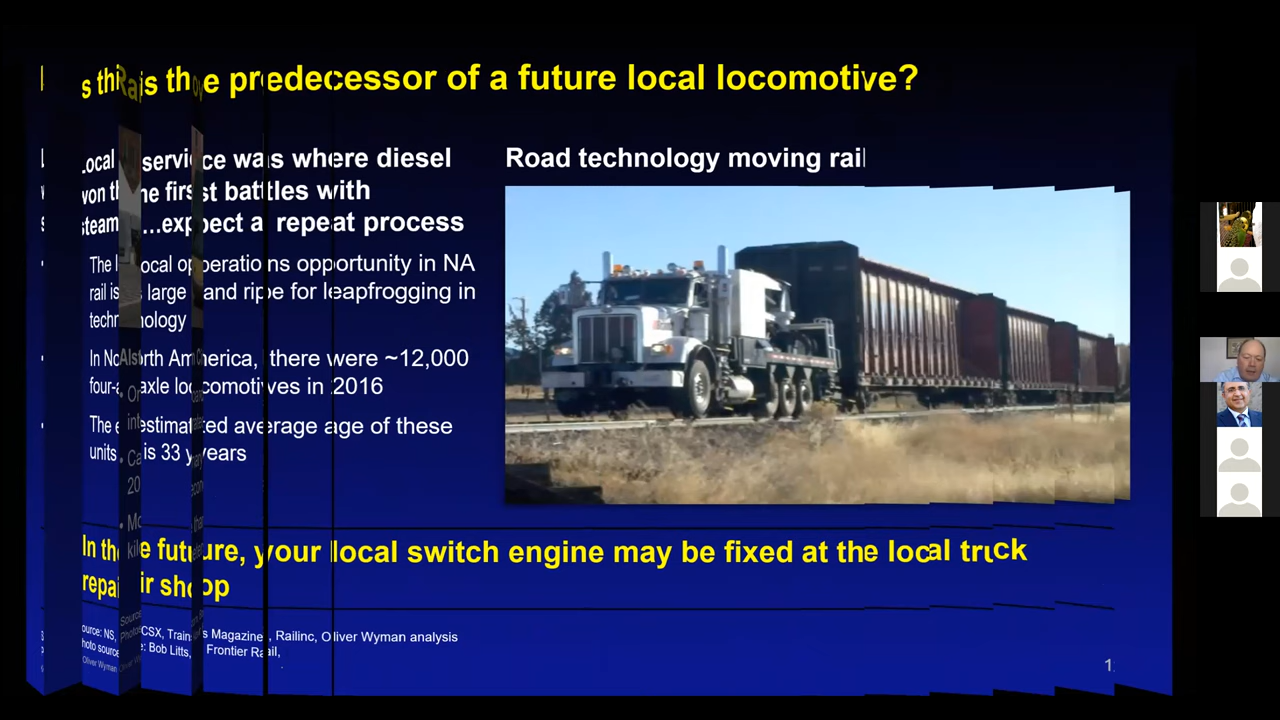 Is this the predecessor of a future local locomotive?
Local service was where diesel
won the first battles with
steam …expect a repeat process
Road technology moving rail
The local operations opportunity in NA
rail is large and ripe for leapfrogging in
technology
In North America, there were ~12,000
four-axle locomotives in 2016
The estimated average age of these
units is 33 years
In the future, your local switch engine may be fixed at the local truck
repair shop
Source: NS, CSX, Trains Magazine, Railinc, Oliver Wyman analysis
Photo source: Bob Litts, Frontier Rail,
Oliver Wyman